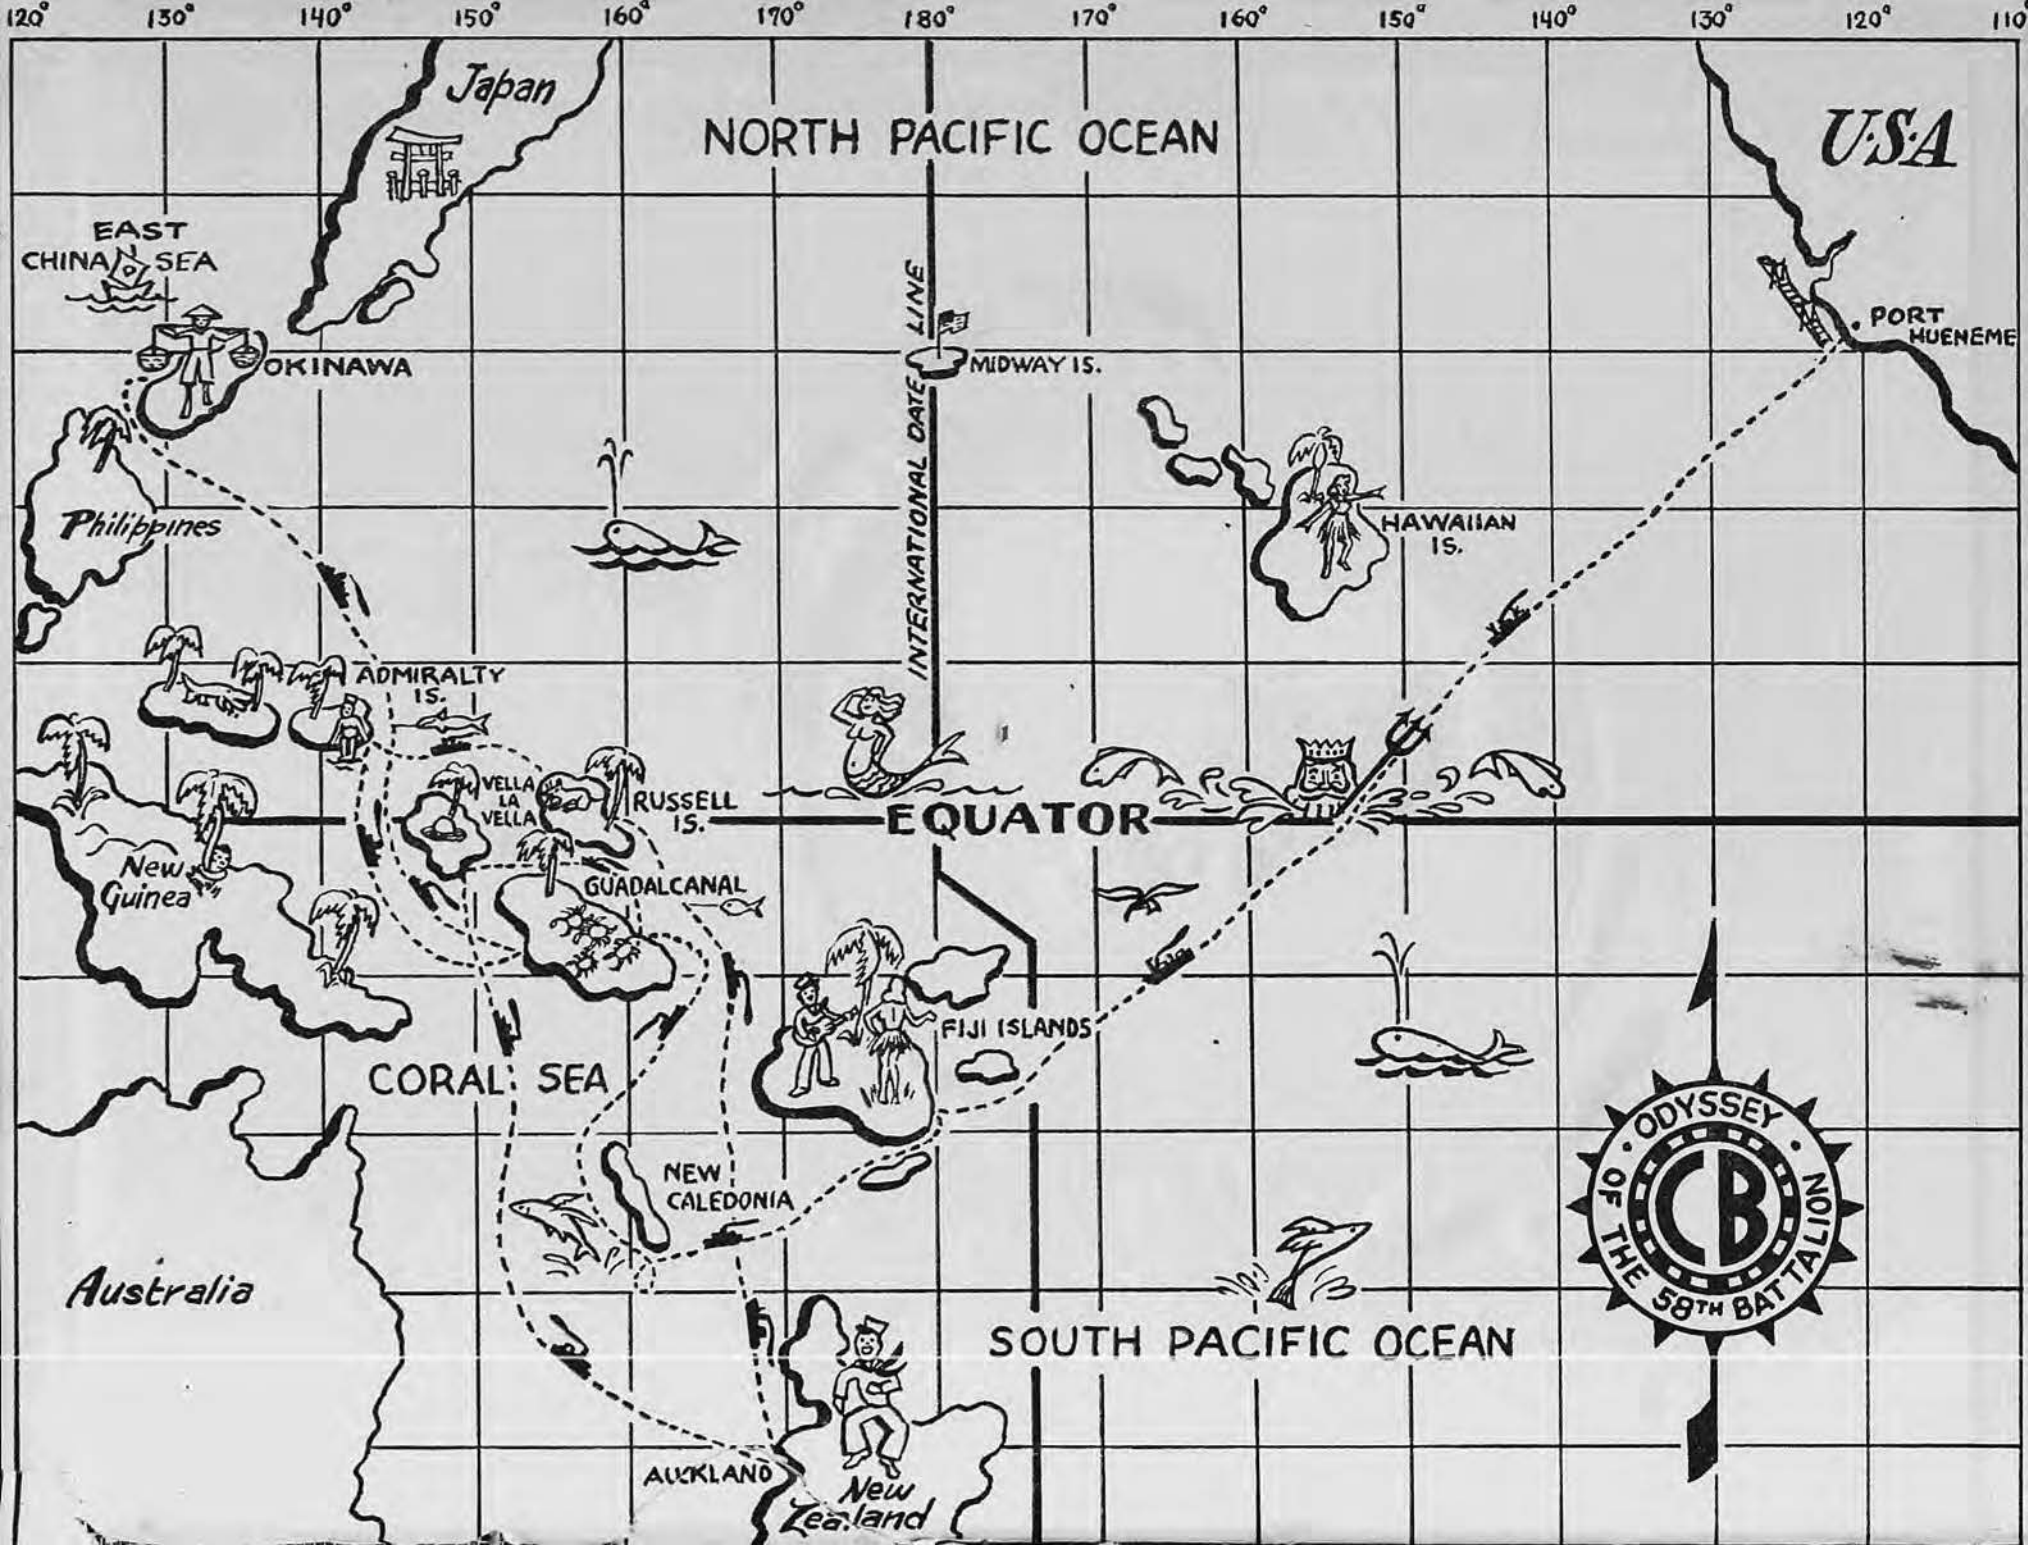 120° 130° 140° 150° 160° 170° 180° 170° 160° 150° 140° 130° 120° 110°
Japan
NORTH PACIFIC OCEAN
U·S·A
EAST
CHINA SEA
OKINAWA
INTERNATIONAL DATE LINE
MIDWAY IS.
PORT
HUENEME
Philippines
HAWAIIAN
IS.
ADMIRALTY
IS.
VELLA
LA
VELLA
RUSSELL
IS.
EQUATOR
New
Guinea
GUADALCANAL
FIJI ISLANDS
CORAL SEA
NEW
CALEDONIA
· ODYSSEY ·
OF THE 58TH BATTALION
CB
Australia
SOUTH PACIFIC OCEAN
AUCKLAND
New
Zealand